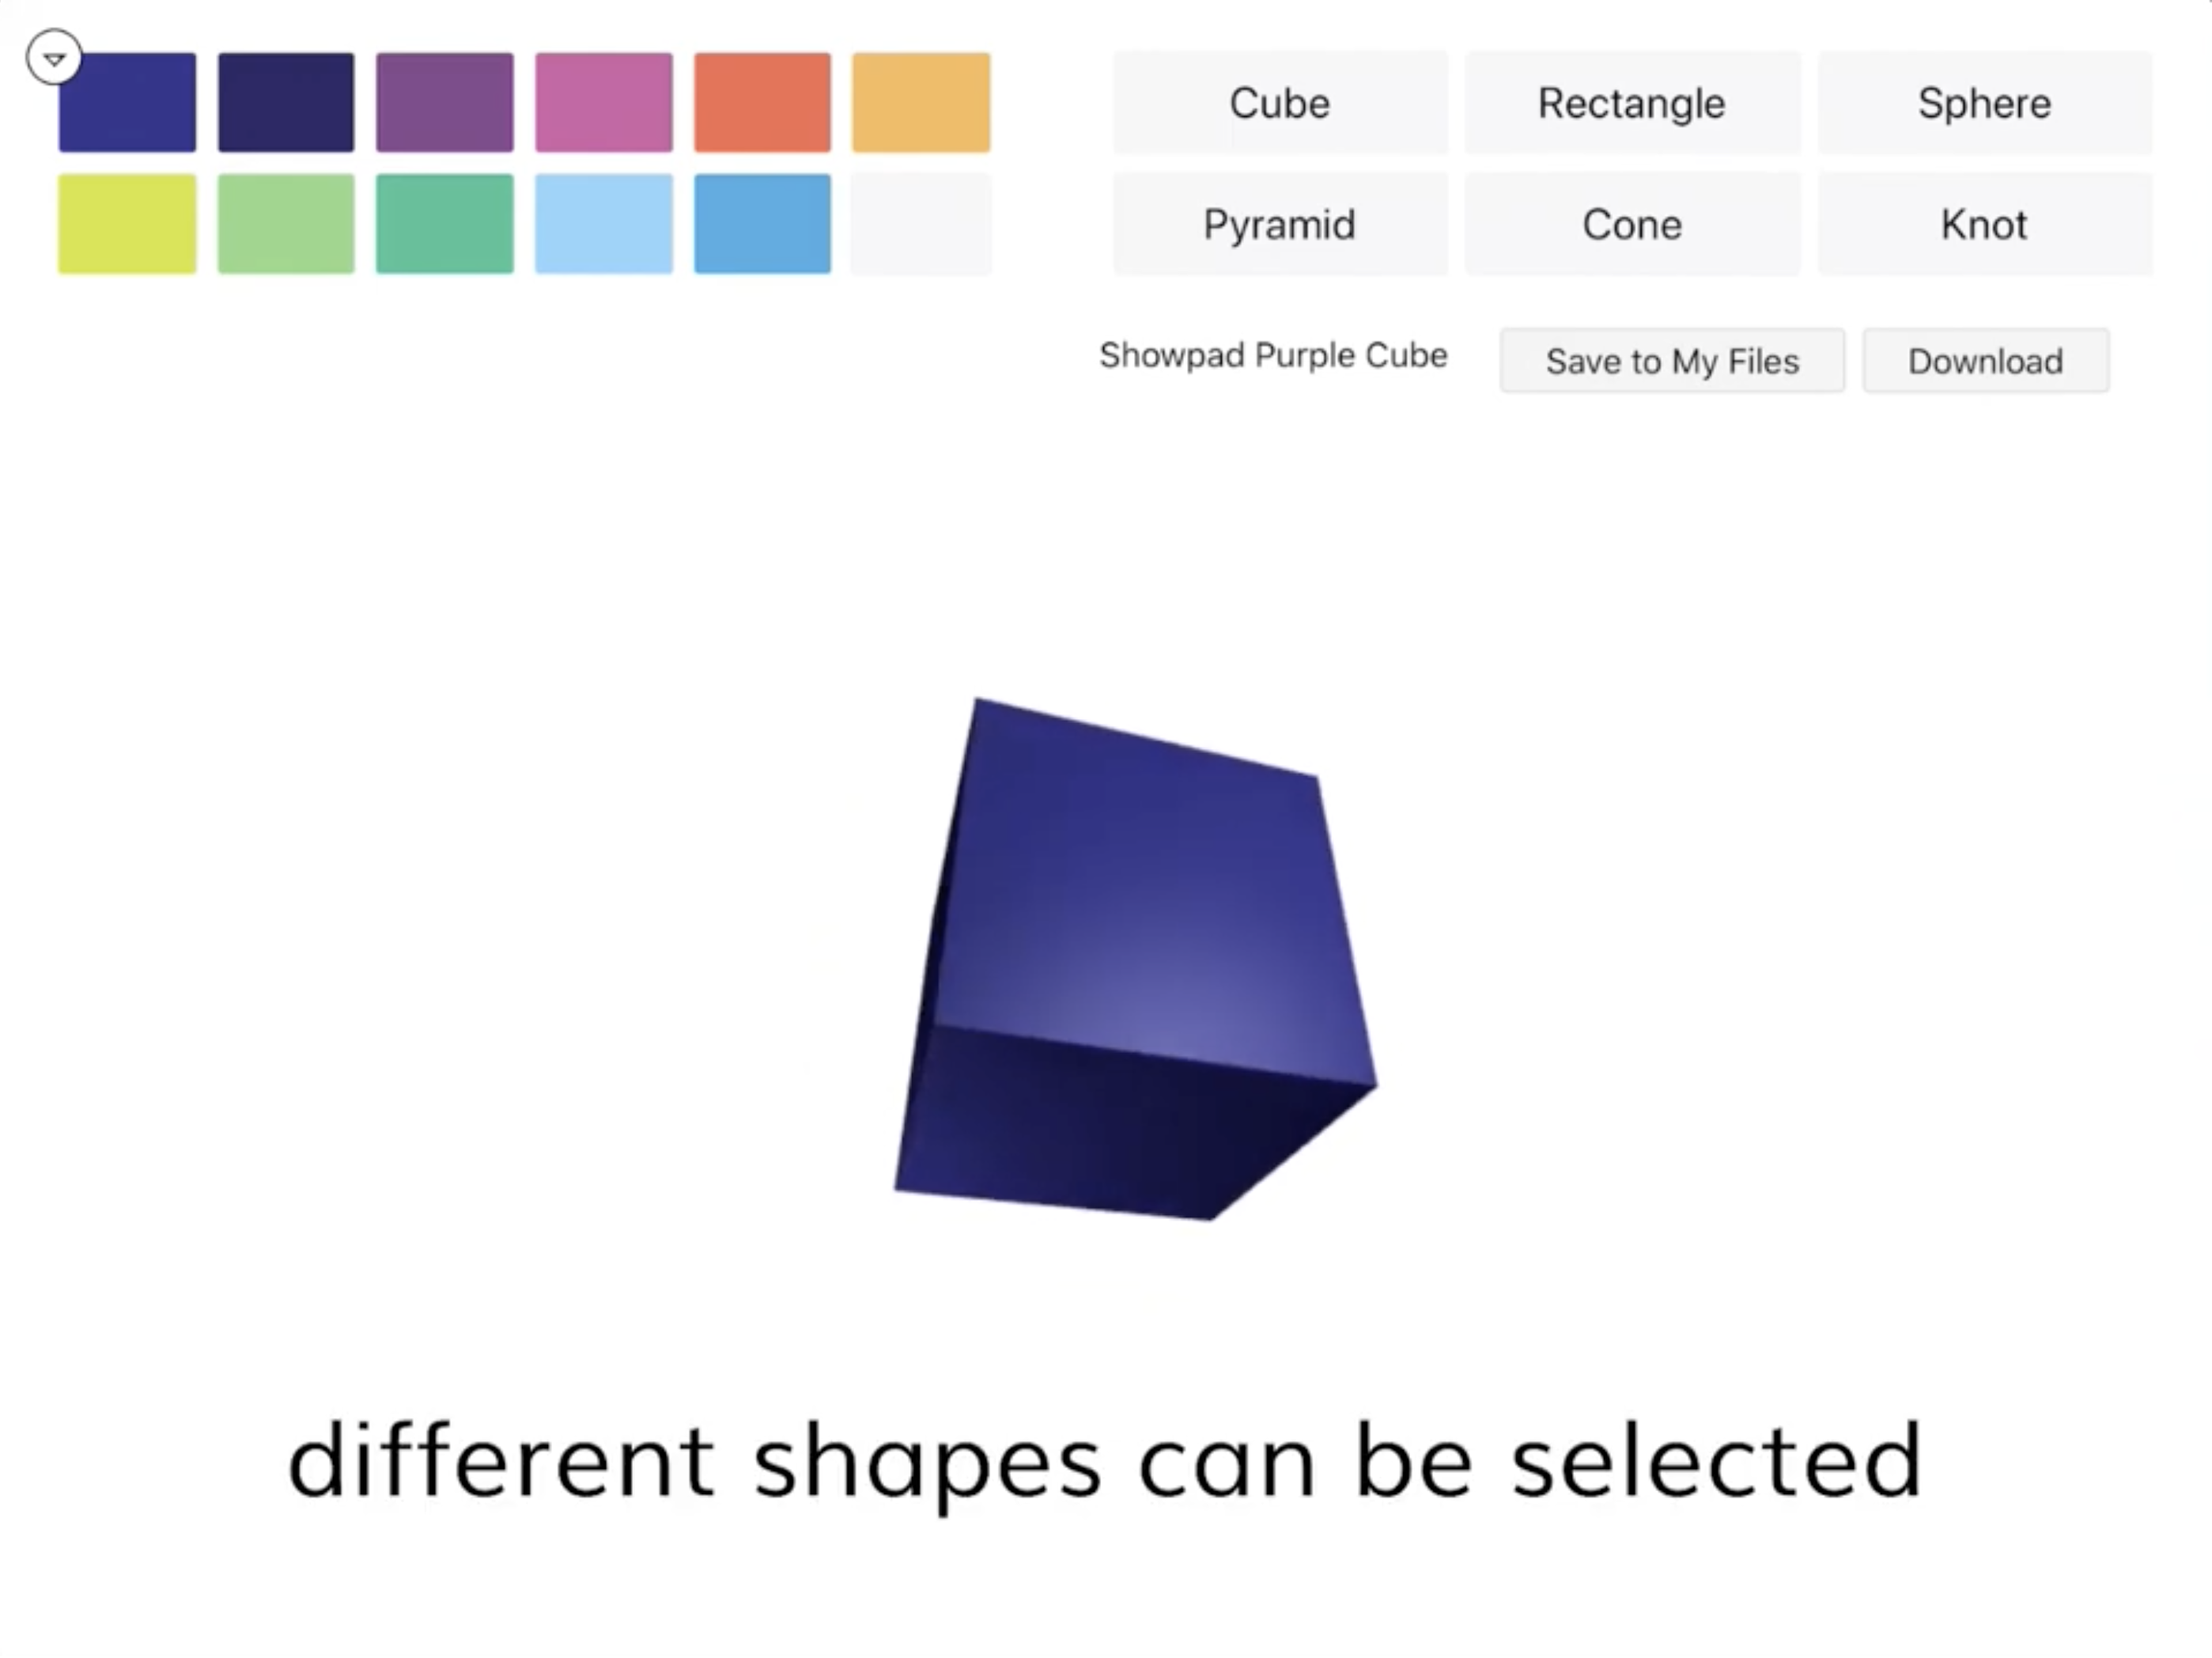 Cube Rectangle Sphere
Pyramid Cone Knot
Showpad Purple Cube Save to My Files Download
different shapes can be selected